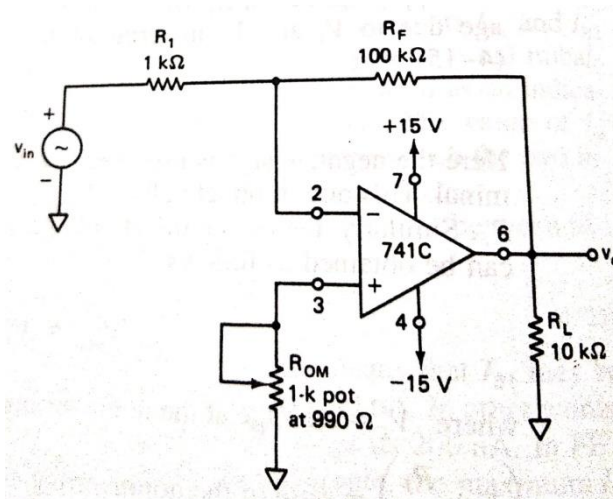 R1
1 kΩ
RF
100 kΩ
+15 V
7
+
vin
−
2
−
741C
6
+
3
4
−15 V
RL
10 kΩ
ROM
1-k pot
at 990 Ω